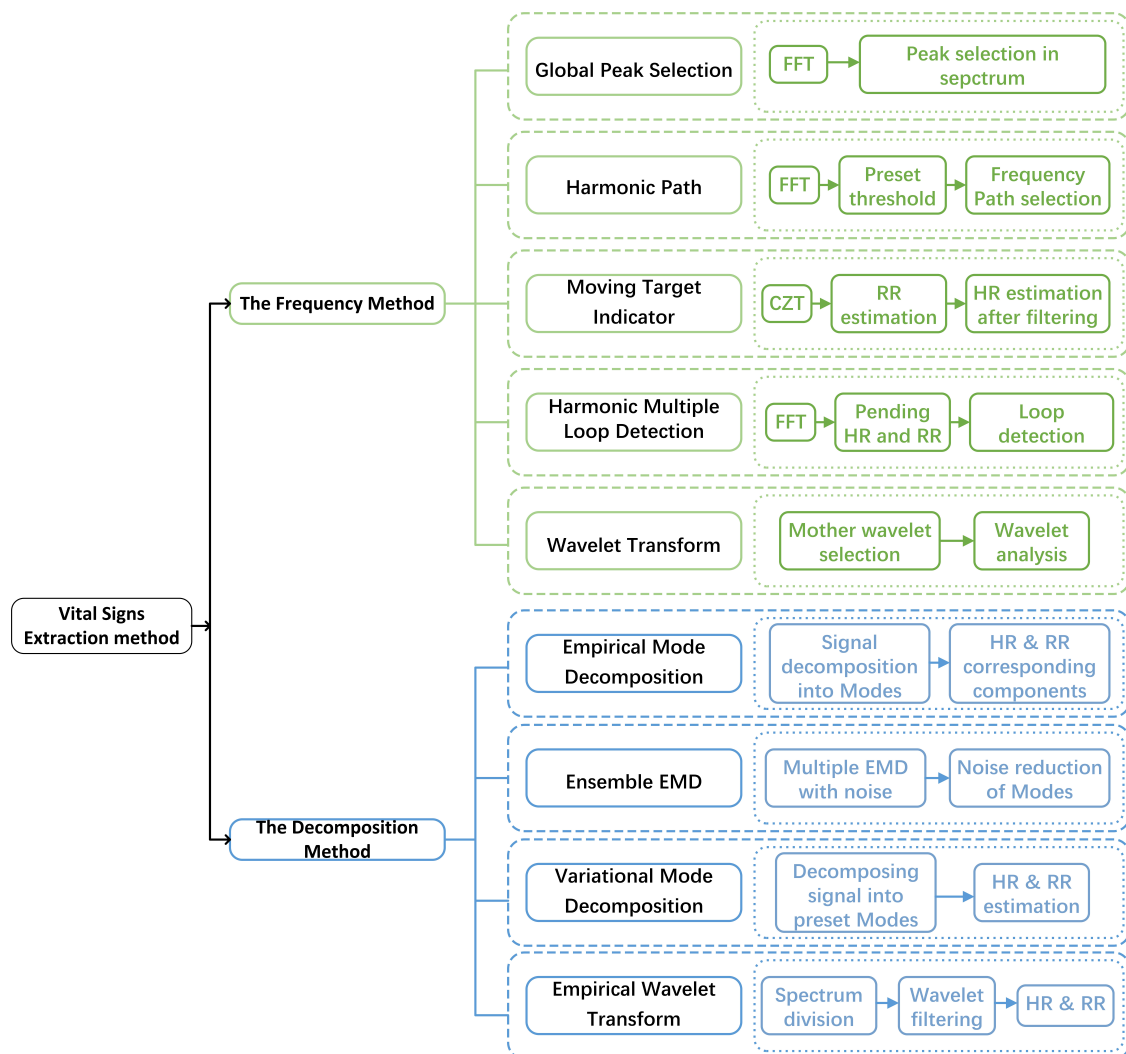 Vital Signs
Extraction method
The Frequency Method
Global Peak Selection
FFT
Peak selection in
sepctrum
Harmonic Path
FFT
Preset
threshold
Frequency
Path selection
Moving Target
Indicator
CZT
RR
estimation
HR estimation
after filtering
Harmonic Multiple
Loop Detection
FFT
Pending
HR and RR
Loop
detection
Wavelet Transform
Mother wavelet
selection
Wavelet
analysis
The Decomposition
Method
Empirical Mode
Decomposition
Signal
decomposition
into Modes
HR & RR
corresponding
components
Ensemble EMD
Multiple EMD
with noise
Noise reduction
of Modes
Variational Mode
Decomposition
Decomposing
signal into
preset Modes
HR & RR
estimation
Empirical Wavelet
Transform
Spectrum
division
Wavelet
filtering
HR & RR